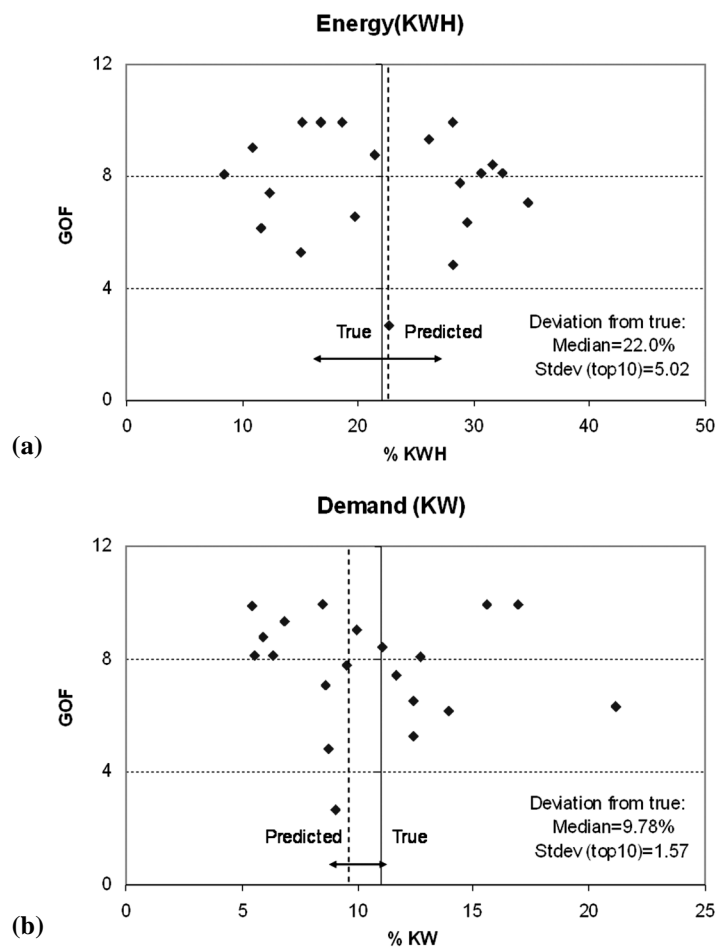 Energy(KWH)
12
8
4
0
GOF
True
Predicted
Deviation from true:
Median=22.0%
Stdev (top10)=5.02
0 10 20 30 40 50
% KWH
(a)
Demand (KW)
12
8
4
0
GOF
Predicted
True
Deviation from true:
Median=9.78%
Stdev (top10)=1.57
0 5 10 15 20 25
% KW
(b)